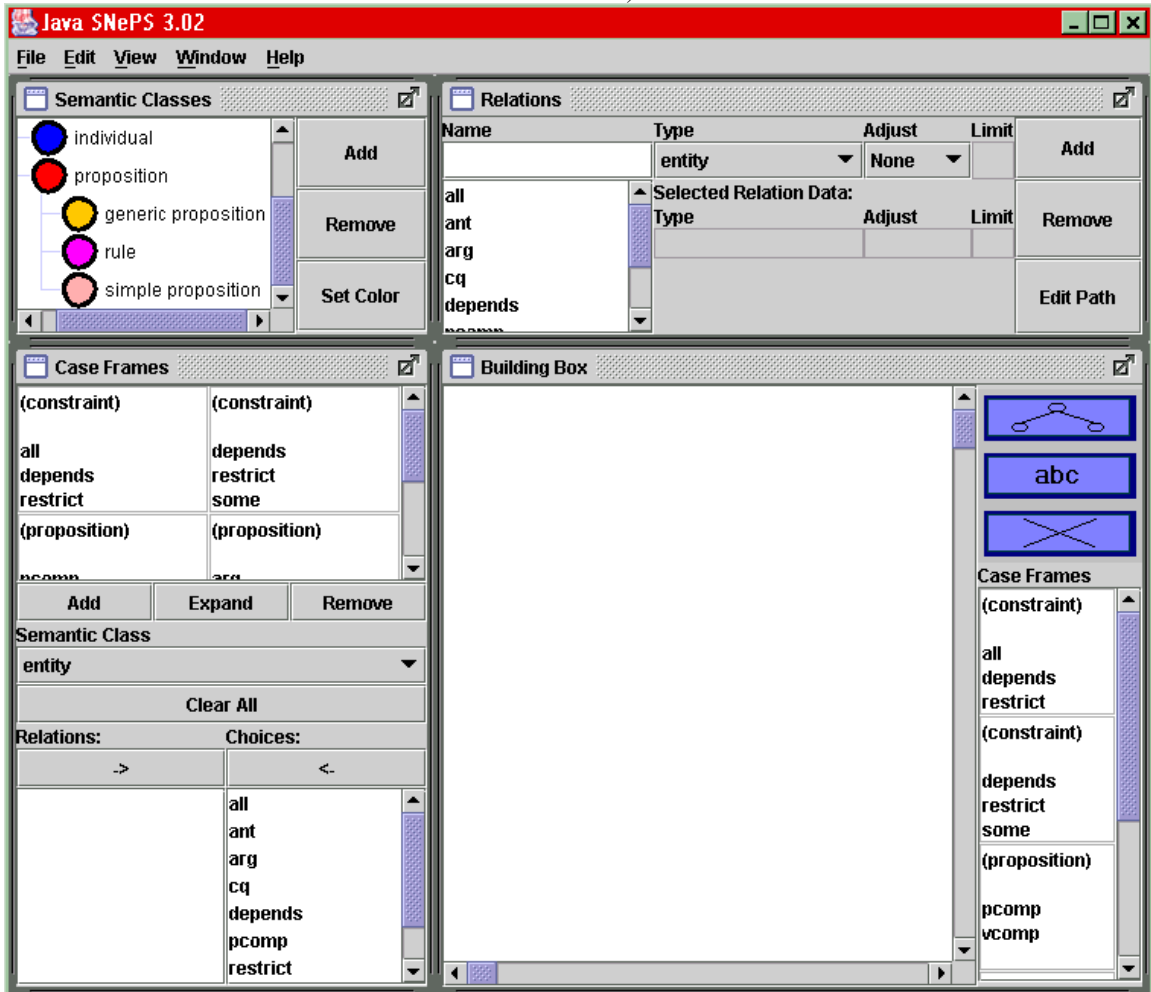 Java SNePS 3.02
File Edit View Window Help
Semantic Classes
individual
proposition
generic proposition
rule
simple proposition
Add
Remove
Set Color
Relations
Name Type Adjust Limit
entity None
Add
all
ant
arg
cq
depends
pcomp
Selected Relation Data:
Type Adjust Limit
Remove
Edit Path
Case Frames
(constraint) (constraint)
all depends
depends restrict
restrict some
(proposition) (proposition)
pcomp arg
Add Expand Remove
Semantic Class
entity
Clear All
Relations: Choices:
-> <-
all
ant
arg
cq
depends
pcomp
restrict
Building Box
abc
Case Frames
(constraint)
all
depends
restrict
(constraint)
depends
restrict
some
(proposition)
pcomp
vcomp